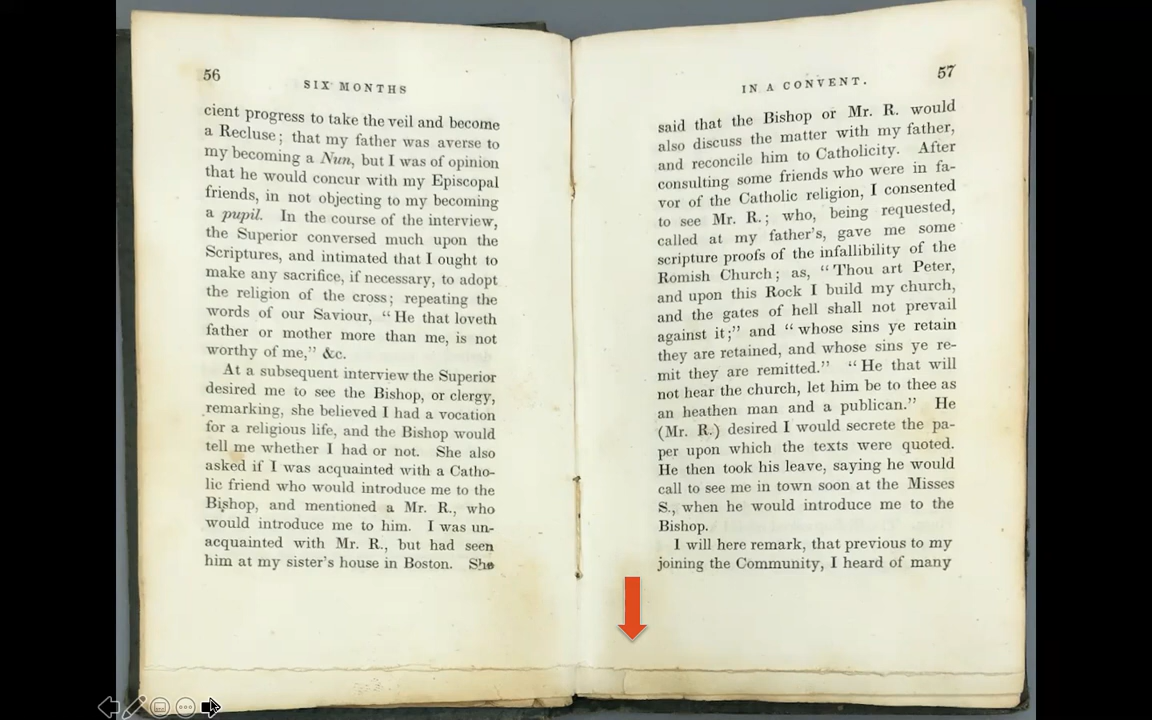 56
SIX MONTHS
cient progress to take the veil and become
a Recluse; that my father was averse to
my becoming a Nun, but I was of opinion
that he would concur with my Episcopal
friends, in not objecting to my becoming
a pupil. In the course of the interview,
the Superior conversed much upon the
Scriptures, and intimated that I ought to
make any sacrifice, if necessary, to adopt
the religion of the cross; repeating the
words of our Saviour, “He that loveth
father or mother more than me, is not
worthy of me,” &c.
At a subsequent interview the Superior
desired me to see the Bishop, or clergy,
remarking, she believed I had a vocation
for a religious life, and the Bishop would
tell me whether I had or not. She also
asked if I was acquainted with a Catho-
lic friend who would introduce me to the
Bishop, and mentioned a Mr. R., who
would introduce me to him. I was un-
acquainted with Mr. R., but had seen
him at my sister’s house in Boston. She
57
IN A CONVENT.
said that the Bishop or Mr. R. would
also discuss the matter with my father,
and reconcile him to Catholicity. After
consulting some friends who were in fa-
vor of the Catholic religion, I consented
to see Mr. R.; who, being requested,
called at my father’s, gave me some
scripture proofs of the infallibility of the
Romish Church; as, “Thou art Peter,
and upon this Rock I build my church,
and the gates of hell shall not prevail
against it;” and “whose sins ye retain
they are retained, and whose sins ye re-
mit they are remitted.” “He that will
not hear the church, let him be to thee as
an heathen man and a publican.” He
(Mr. R.) desired I would secrete the pa-
per upon which the texts were quoted.
He then took his leave, saying he would
call to see me in town soon at the Misses
S., when he would introduce me to the
Bishop.
I will here remark, that previous to my
joining the Community, I heard of many